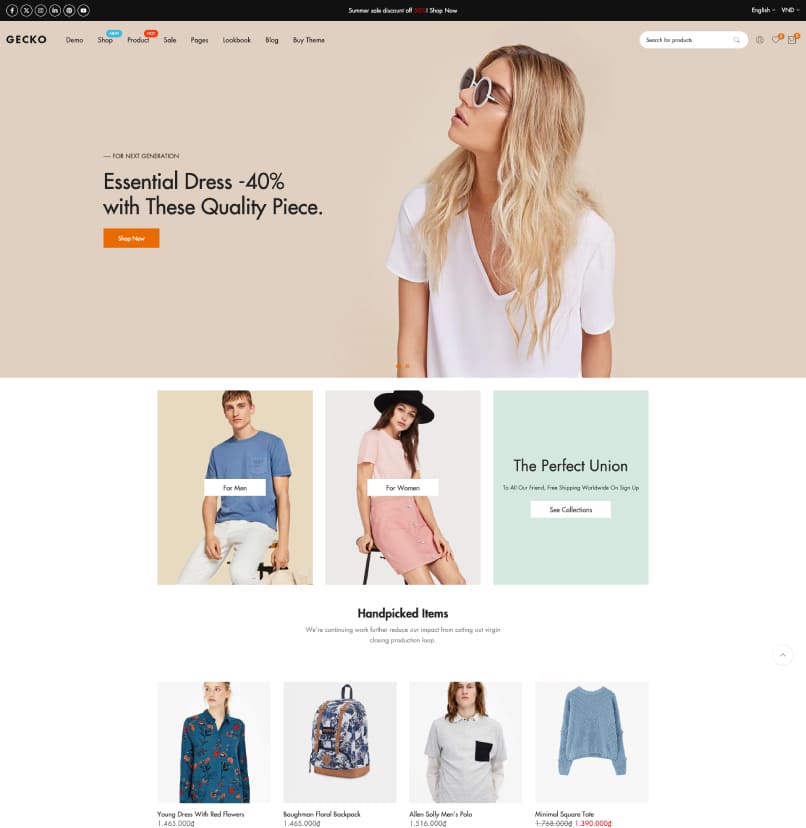 Summer sale discount off 50%! Shop Now
English
VND
GECKO
Demo
Shop
NEW
Product
HOT
Sale
Pages
Lookbook
Blog
Buy Theme
Search for products
0
0
— FOR NEXT GENERATION
Essential Dress -40%
with These Quality Piece.
Shop Now
For Men
For Women
The Perfect Union
To All Our Friend, Free Shipping Worldwide On Sign Up
See Collections
Handpicked Items
We're continuing work further reduce our impact from cutting out virgin
closing production loop.
Young Dress With Red Flowers
1.465.000₫
Baughman Floral Backpack
1.465.000₫
Allen Solly Men's Polo
1.516.000₫
Minimal Square Tote
1.768.000₫ 1.390.000₫